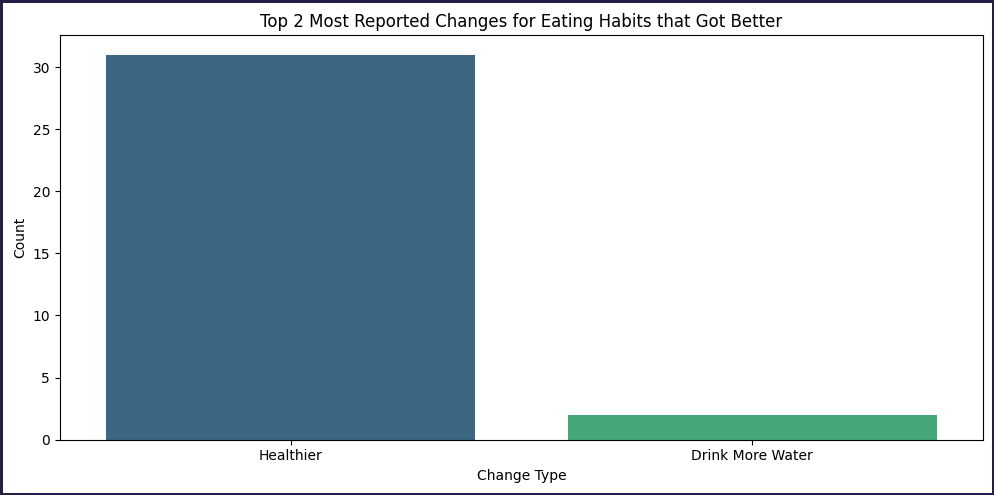 Top 2 Most Reported Changes for Eating Habits that Got Better
Count
30
25
20
15
10
5
0
Healthier
Drink More Water
Change Type